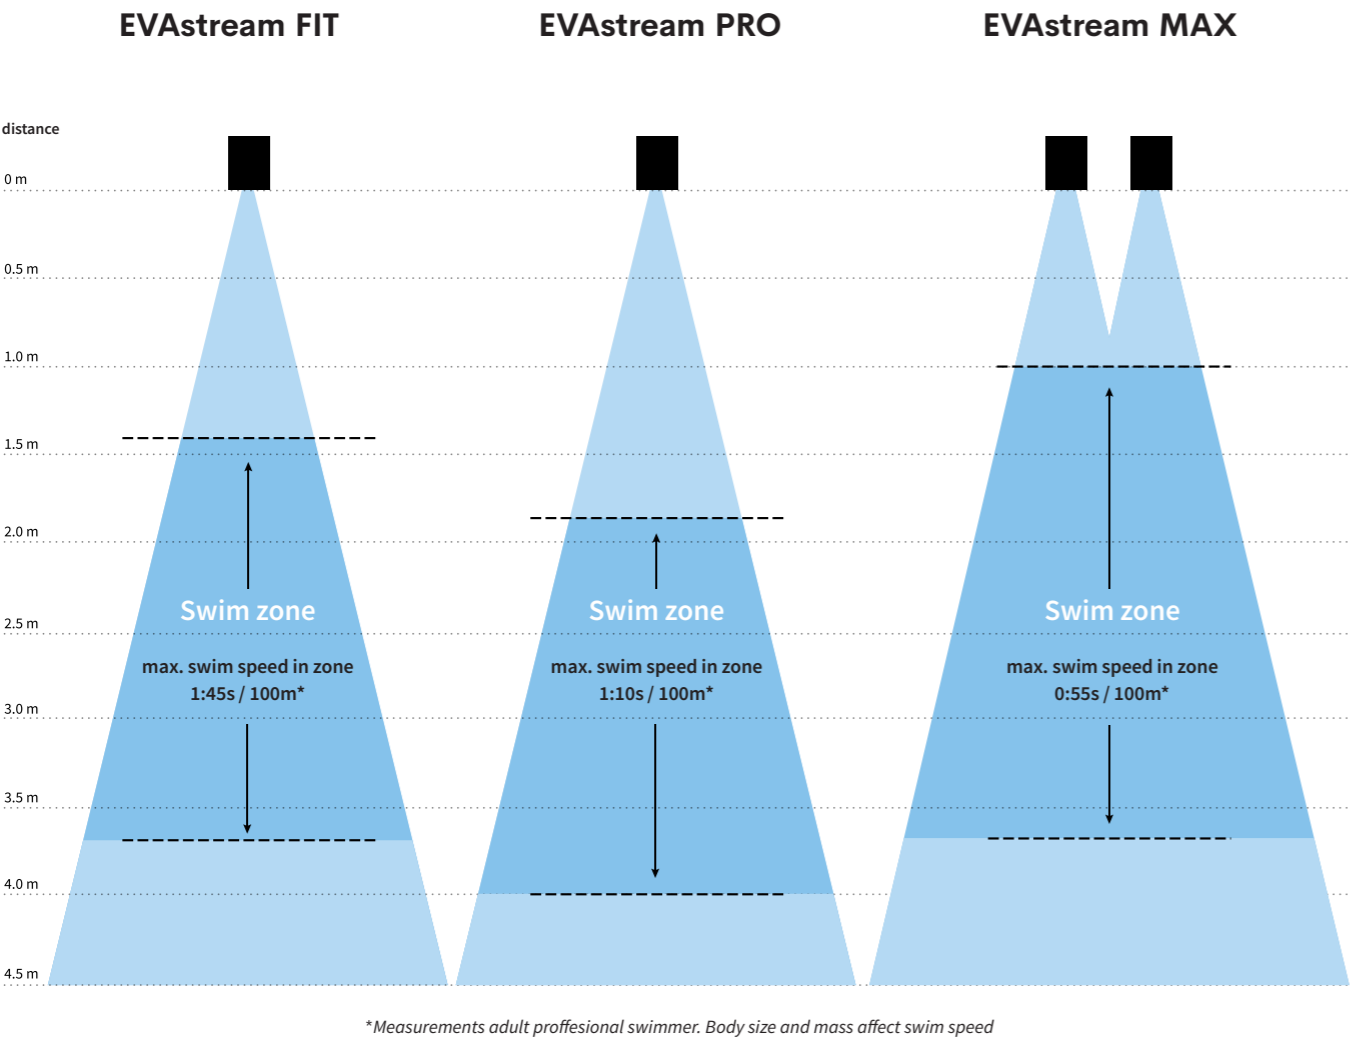 EVAstream FIT
EVAstream PRO
EVAstream MAX
distance
0 m
0.5 m
1.0 m
1.5 m
2.0 m
2.5 m
3.0 m
3.5 m
4.0 m
4.5 m
Swim zone
max. swim speed in zone
1:45s / 100m*
Swim zone
max. swim speed in zone
1:10s / 100m*
Swim zone
max. swim speed in zone
0:55s / 100m*
*Measurements adult proffesional swimmer. Body size and mass affect swim speed